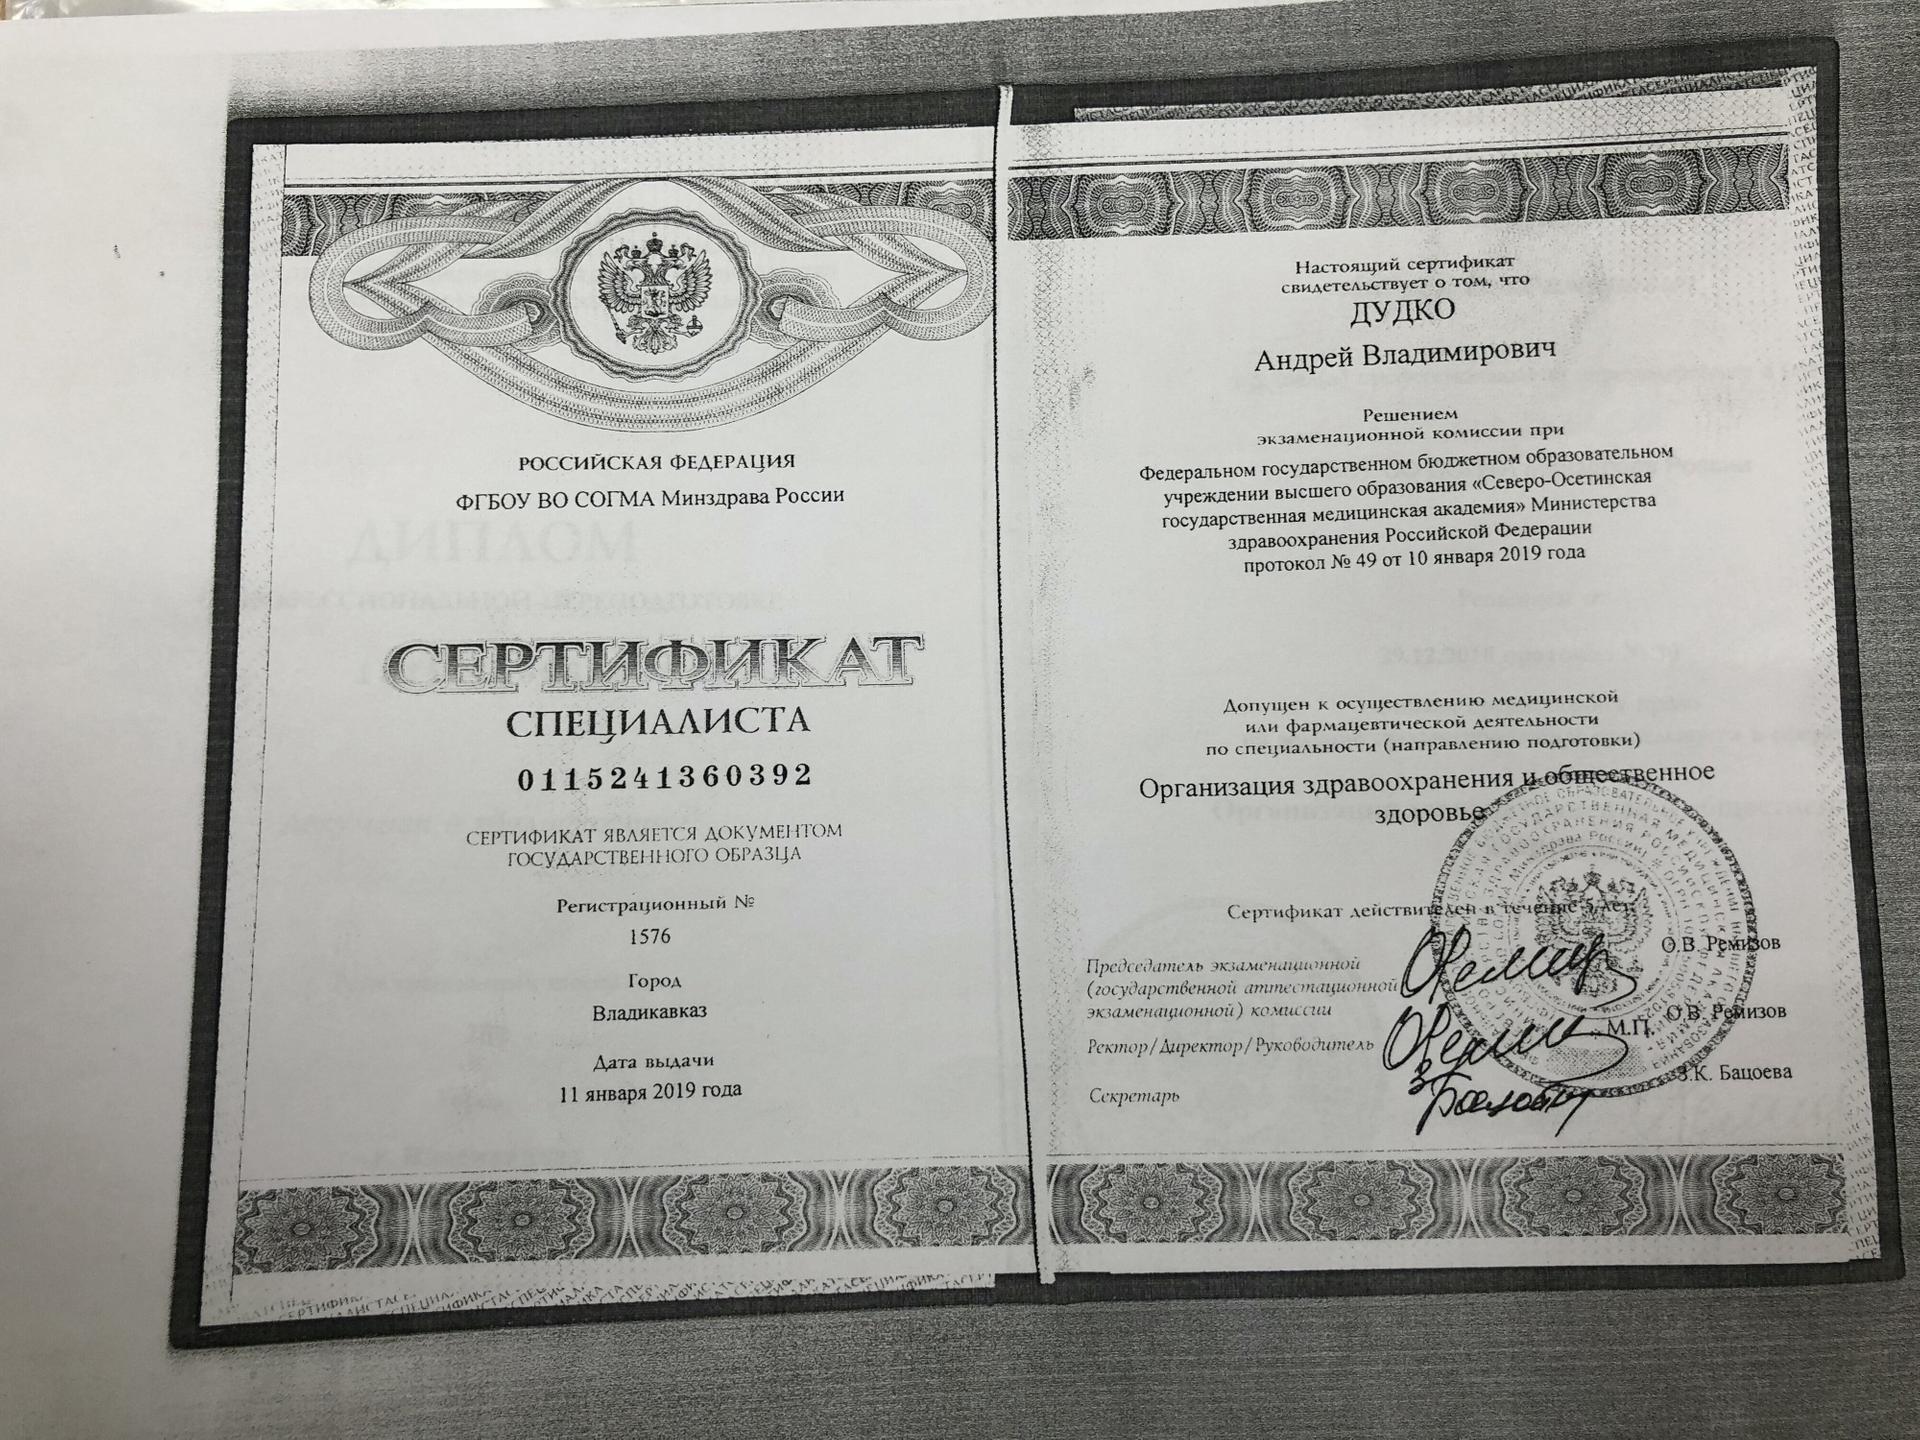 РОССИЙСКАЯ ФЕДЕРАЦИЯ
ФГБОУ ВО СОГМА Минздрава России
СЕРТИФИКАТ
СПЕЦИАЛИСТА
0115241360392
СЕРТИФИКАТ ЯВЛЯЕТСЯ ДОКУМЕНТОМ
ГОСУДАРСТВЕННОГО ОБРАЗЦА
Регистрационный №
1576
Город
Владикавказ
Дата выдачи
11 января 2019 года
Настоящий сертификат
свидетельствует о том, что
ДУДКО
Андрей Владимирович
Решением
экзаменационной комиссии при
Федеральном государственном бюджетном образовательном
учреждении высшего образования «Северо-Осетинская
государственная медицинская академия» Министерства
здравоохранения Российской Федерации
протокол № 49 от 10 января 2019 года
Допущен к осуществлению медицинской
или фармацевтической деятельности
по специальности (направлению подготовки)
Организация здравоохранения и общественное
здоровье
Сертификат действителен в течение 5 лет.
О.В. Ремизов
Председатель экзаменационной
(государственной аттестационной
экзаменационной) комиссии
М.П. О.В. Ремизов
Ректор/Директор/Руководитель
З.К. Бацоева
Секретарь